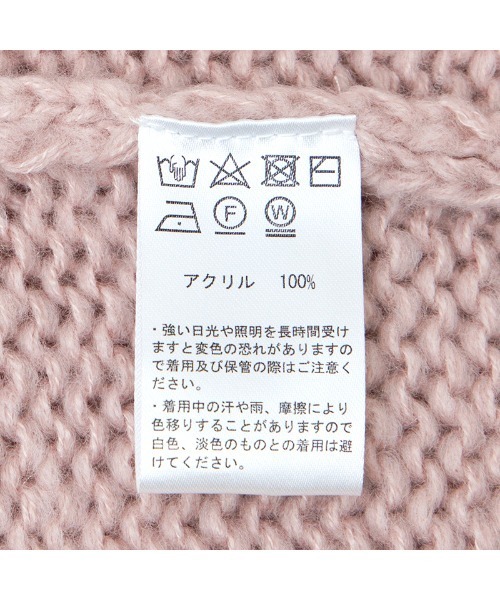 F W
アクリル 100%
・強い日光や照明を長時間受け
ますと変色の恐れがありますの
で着用及び保管の際はご注意く
ださい。
・着用中の汗や雨、摩擦により
色移りすることがありますので
白色、淡色のものとの着用は避
けてください。